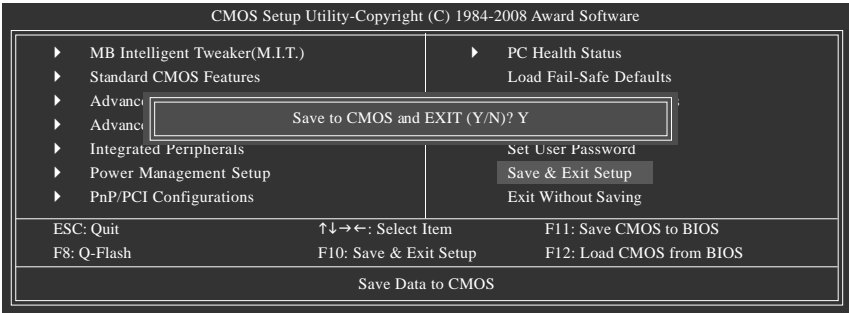 CMOS Setup Utility-Copyright (C) 1984-2008 Award Software
MB Intelligent Tweaker(M.I.T.)
Standard CMOS Features
Integrated Peripherals
Power Management Setup
PnP/PCI Configurations
PC Health Status
Load Fail-Safe Defaults
Set User Password
Save & Exit Setup
Exit Without Saving
Save to CMOS and EXIT (Y/N)? Y
ESC: Quit ↑↓→←: Select Item F11: Save CMOS to BIOS
F8: Q-Flash F10: Save & Exit Setup F12: Load CMOS from BIOS
Save Data to CMOS